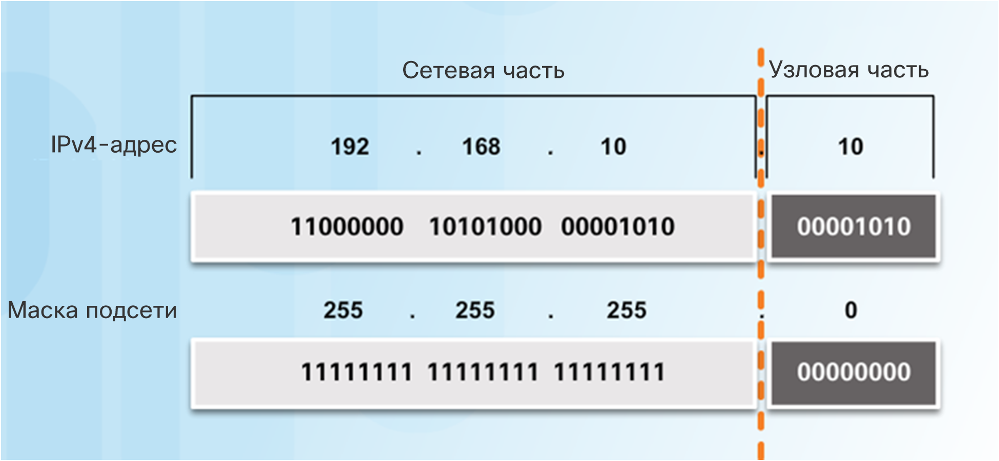 Сетевая часть Узловая часть
IPv4-адрес 192 . 168 . 10 . 10
11000000 10101000 00001010 00001010
Маска подсети 255 . 255 . 255 . 0
11111111 11111111 11111111 00000000